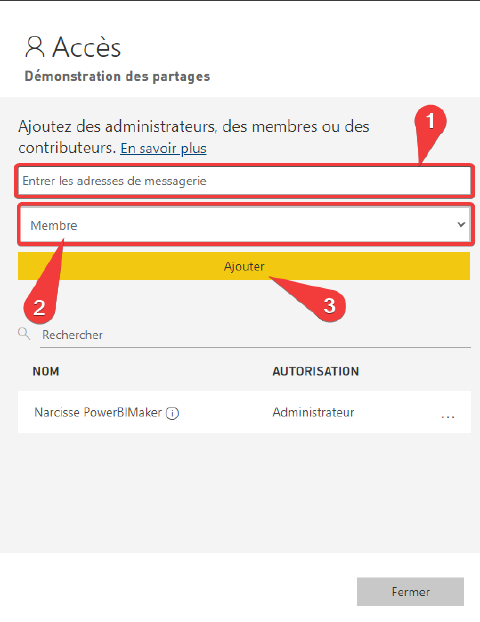 Accès
Démonstration des partages
1
Ajoutez des administrateurs, des membres ou des
contributeurs. En savoir plus
Entrer les adresses de messagerie
Membre
Ajouter
2
3
Rechercher
NOM AUTORISATION
Narcisse PowerBIMaker Administrateur ...
Fermer